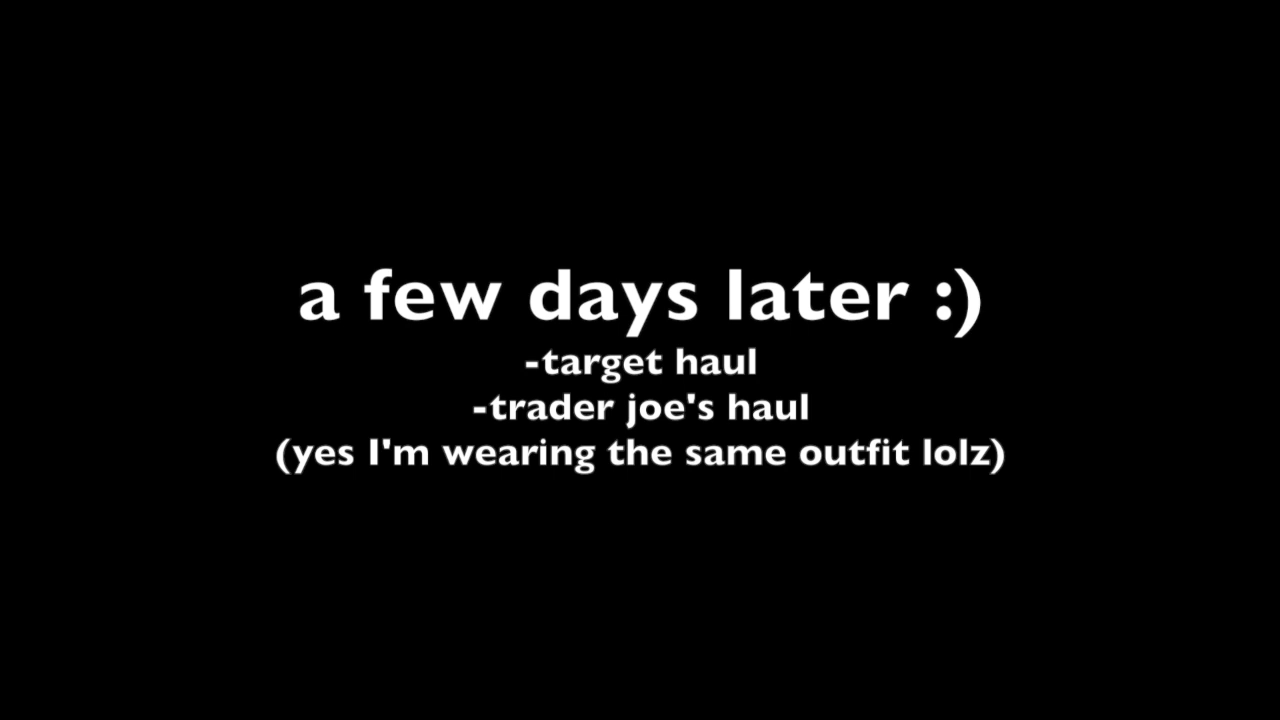 a few days later :)
-target haul
-trader joe's haul
(yes I'm wearing the same outfit lolz)